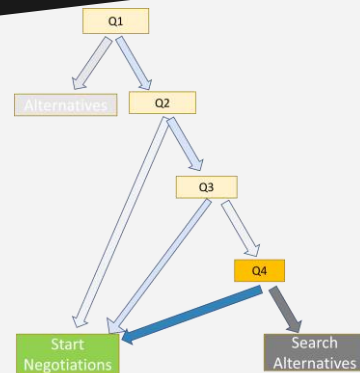 Q1
Alternatives
Q2
Q3
Q4
Start
Negotiations
Search
Alternatives